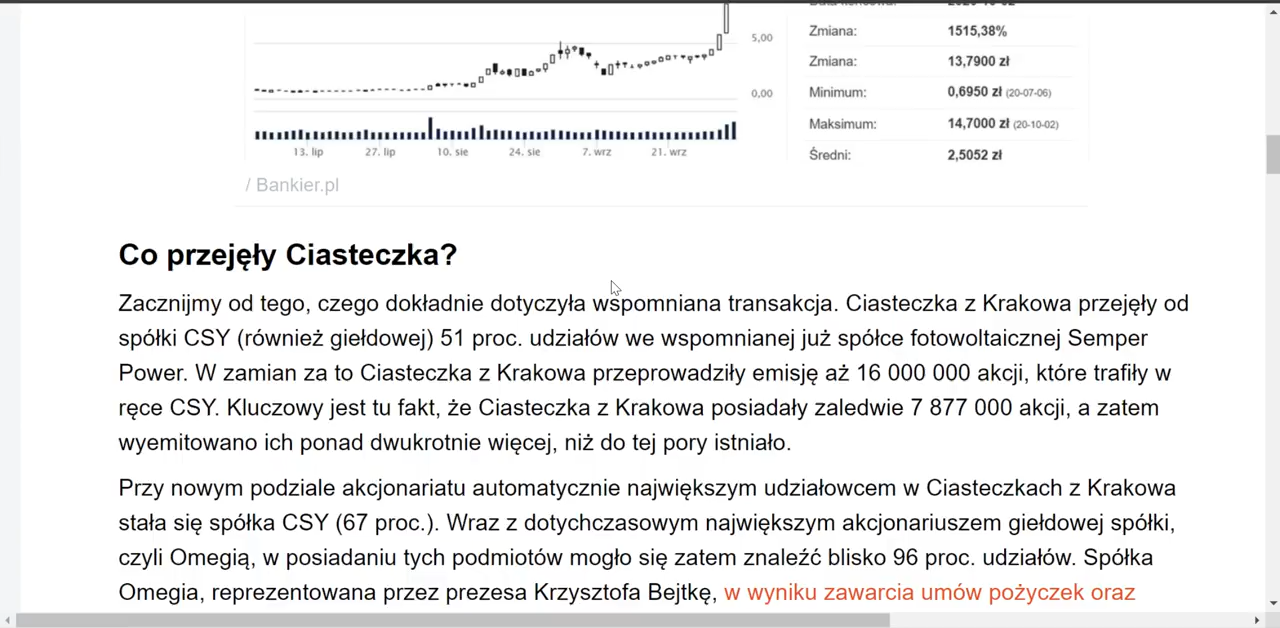 5,00
0,00
13. lip 27. lip 10. sie 24. sie 7. wrz 21. wrz
Zmiana: 1515,38%
Zmiana: 13,7900 zł
Minimum: 0,6950 zł (20-07-06)
Maksimum: 14,7000 zł (20-10-02)
Średni: 2,5052 zł
/ Bankier.pl
Co przejęły Ciasteczka?
Zacznijmy od tego, czego dokładnie dotyczyła wspomniana transakcja. Ciasteczka z Krakowa przejęły od
spółki CSY (również giełdowej) 51 proc. udziałów we wspomnianej już spółce fotowoltaicznej Semper
Power. W zamian za to Ciasteczka z Krakowa przeprowadziły emisję aż 16 000 000 akcji, które trafiły w
ręce CSY. Kluczowy jest tu fakt, że Ciasteczka z Krakowa posiadały zaledwie 7 877 000 akcji, a zatem
wyemitowano ich ponad dwukrotnie więcej, niż do tej pory istniało.
Przy nowym podziale akcjonariatu automatycznie największym udziałowcem w Ciasteczkach z Krakowa
stała się spółka CSY (67 proc.). Wraz z dotychczasowym największym akcjonariuszem giełdowej spółki,
czyli Omegią, w posiadaniu tych podmiotów mogło się zatem znaleźć blisko 96 proc. udziałów. Spółka
Omegia, reprezentowana przez prezesa Krzysztofa Bejtkę, w wyniku zawarcia umów pożyczek oraz